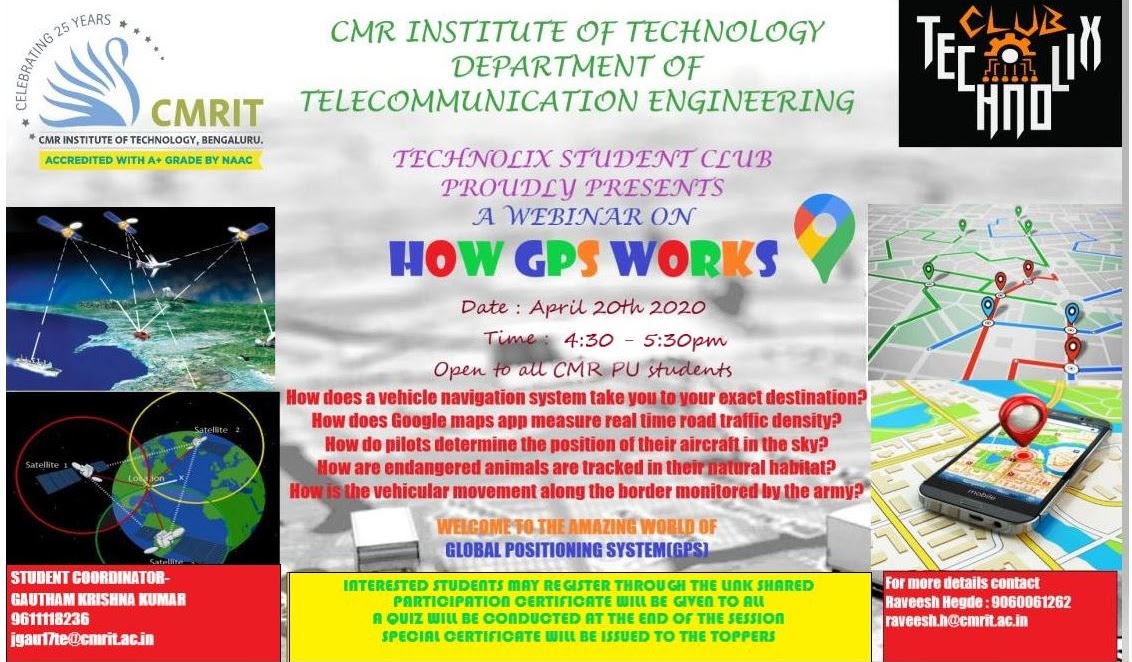 CELEBRATING 25 YEARS
CMRIT
CMR INSTITUTE OF TECHNOLOGY, BENGALURU.
ACCREDITED WITH A+ GRADE BY NAAC
CMR INSTITUTE OF TECHNOLOGY
DEPARTMENT OF
TELECOMMUNICATION ENGINEERING
CLUB
TECHNOLIX
TECHNOLIX STUDENT CLUB
PROUDLY PRESENTS
A WEBINAR ON
HOW GPS WORKS
Date : April 20th 2020
Time : 4:30 - 5:30pm
Open to all CMR PU students
How does a vehicle navigation system take you to your exact destination?
How does Google maps app measure real time road traffic density?
How do pilots determine the position of their aircraft in the sky?
How are endangered animals are tracked in their natural habitat?
How is the vehicular movement along the border monitored by the army?
WELCOME TO THE AMAZING WORLD OF
GLOBAL POSITIONING SYSTEM(GPS)
Satellite 2
Satellite 1
Location
X
Satellite 3
mobile
STUDENT COORDINATOR-
GAUTHAM KRISHNA KUMAR
9611118236
jgau17te@cmrit.ac.in
INTERESTED STUDENTS MAY REGISTER THROUGH THE LINK SHARED
PARTICIPATION CERTIFICATE WILL BE GIVEN TO ALL
A QUIZ WILL BE CONDUCTED AT THE END OF THE SESSION
SPECIAL CERTIFICATE WILL BE ISSUED TO THE TOPPERS
For more details contact
Raveesh Hegde : 9060061262
raveesh.h@cmrit.ac.in